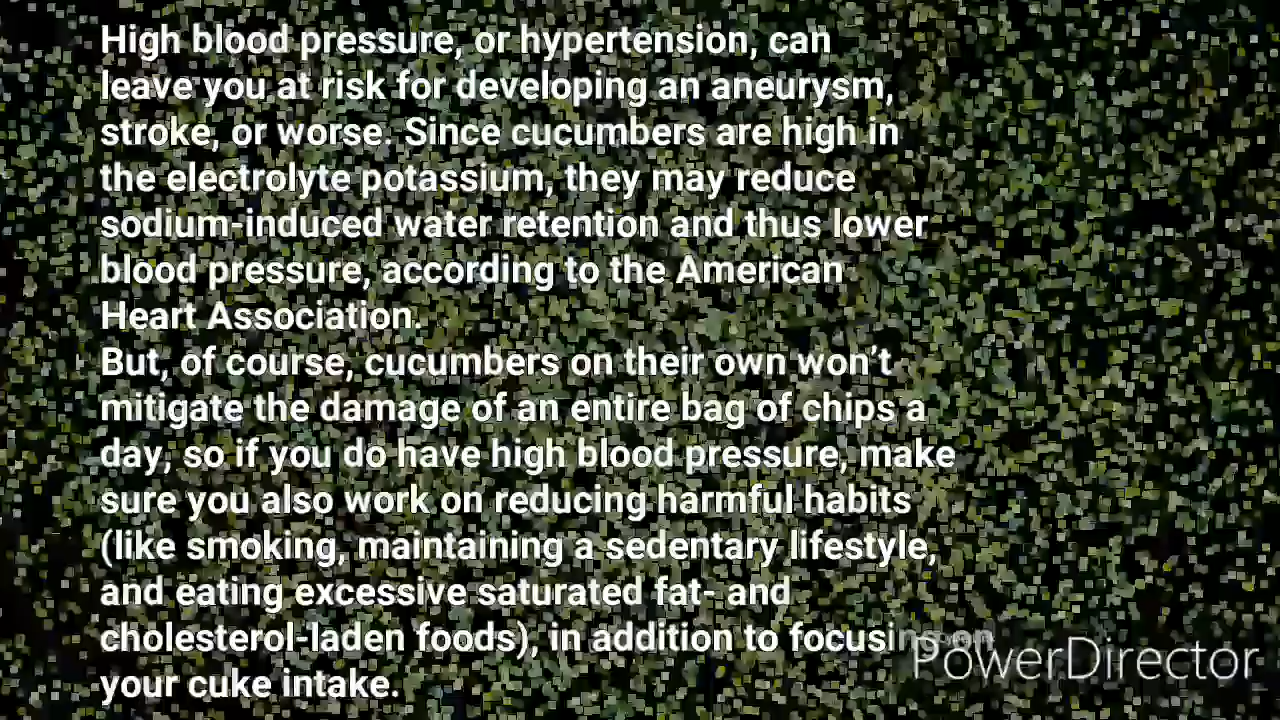 High blood pressure, or hypertension, can
leave you at risk for developing an aneurysm,
stroke, or worse. Since cucumbers are high in
the electrolyte potassium, they may reduce
sodium-induced water retention and thus lower
blood pressure, according to the American
Heart Association.
But, of course, cucumbers on their own won’t
mitigate the damage of an entire bag of chips a
day, so if you do have high blood pressure, make
sure you also work on reducing harmful habits
(like smoking, maintaining a sedentary lifestyle,
and eating excessive saturated fat- and
cholesterol-laden foods), in addition to focusing
your cuke intake.
PowerDirector